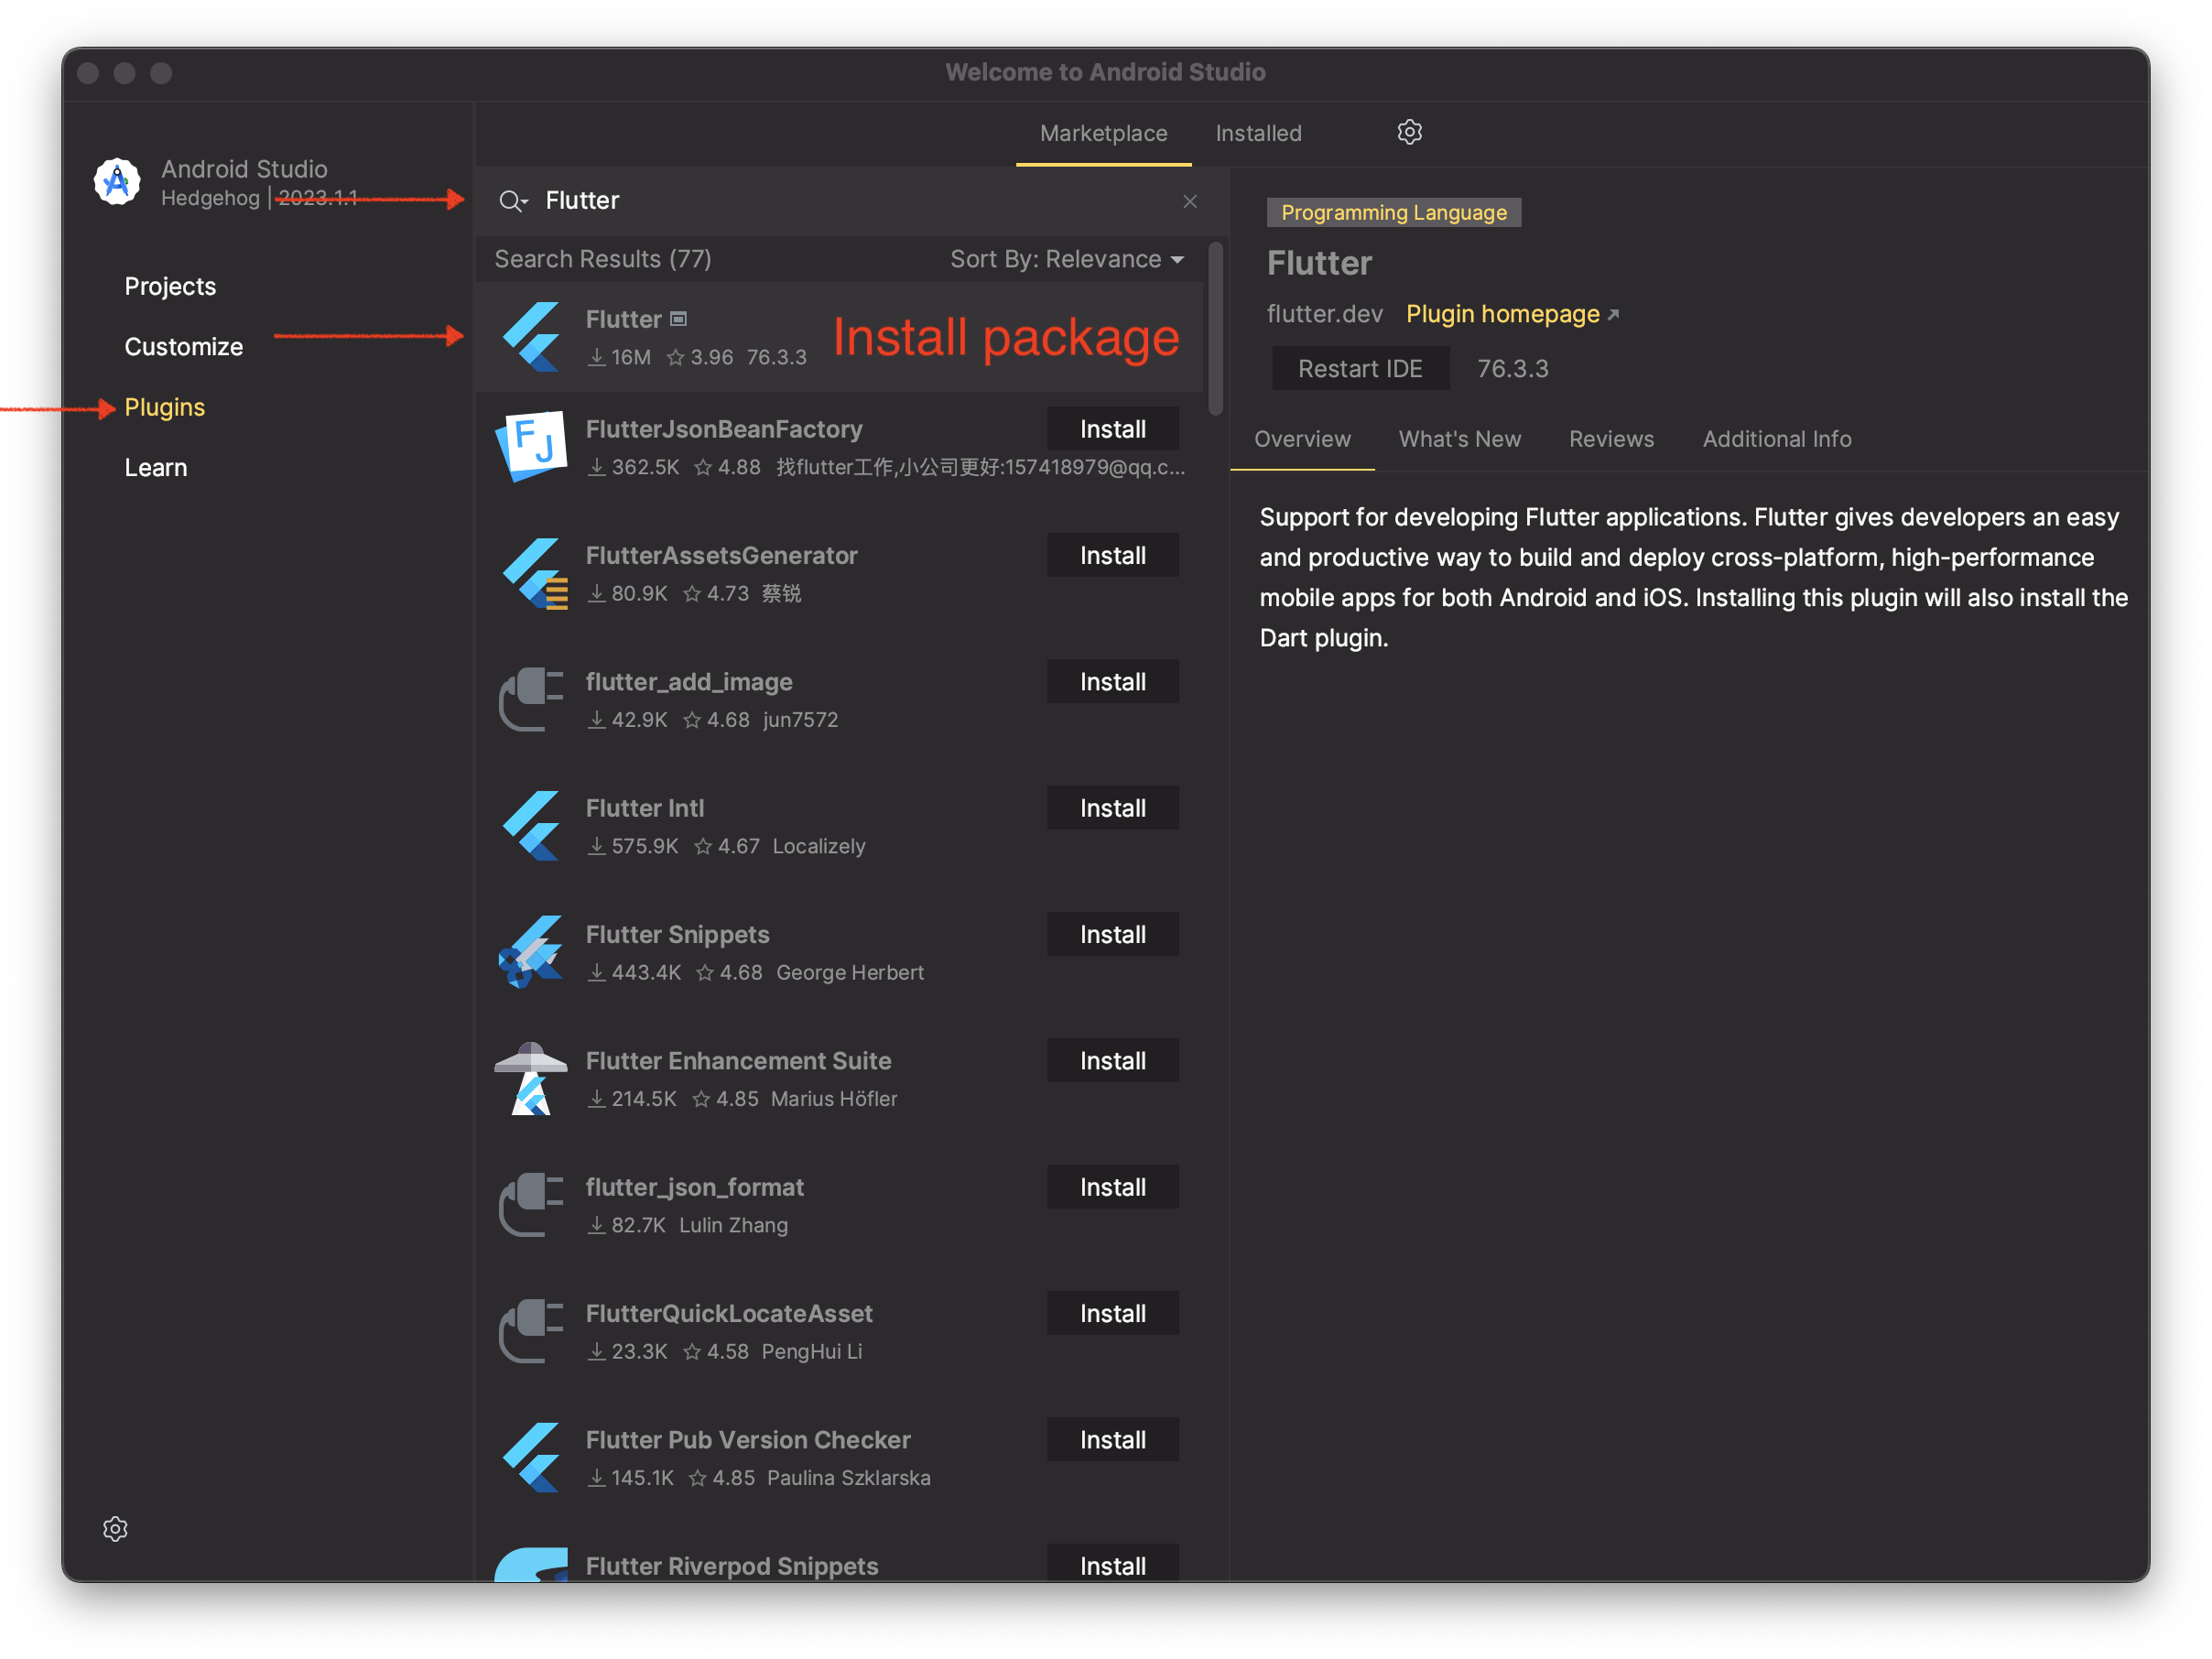 Welcome to Android Studio
Marketplace Installed
Android Studio
Hedgehog | 2023.1.1
Projects
Customize
Plugins
Learn
Flutter
Search Results (77) Sort By: Relevance
Flutter
16M 3.96 76.3.3
Install package
FlutterJsonBeanFactory Install
362.5K 4.88 找flutter工作,小公司更好:157418979@qq.c...
FlutterAssetsGenerator Install
80.9K 4.73 蔡锐
flutter_add_image Install
42.9K 4.68 jun7572
Flutter Intl Install
575.9K 4.67 Localizely
Flutter Snippets Install
443.4K 4.68 George Herbert
Flutter Enhancement Suite Install
214.5K 4.85 Marius Höfler
flutter_json_format Install
82.7K Lulin Zhang
FlutterQuickLocateAsset Install
23.3K 4.58 PengHui Li
Flutter Pub Version Checker Install
145.1K 4.85 Paulina Szklarska
Flutter Riverpod Snippets Install
Programming Language
Flutter
flutter.dev Plugin homepage
Restart IDE 76.3.3
Overview What's New Reviews Additional Info
Support for developing Flutter applications. Flutter gives developers an easy
and productive way to build and deploy cross-platform, high-performance
mobile apps for both Android and iOS. Installing this plugin will also install the
Dart plugin.